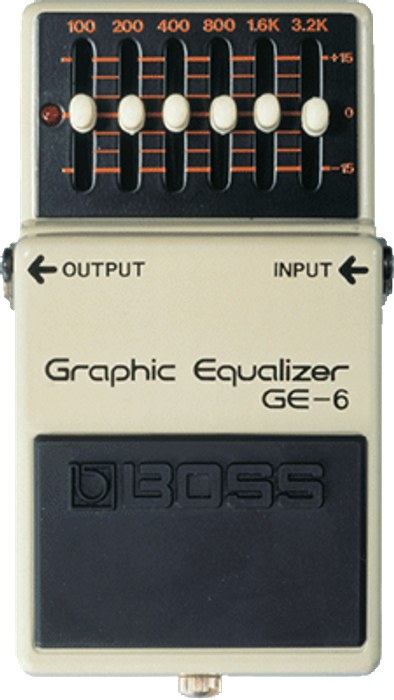 100 200 400 800 1.6K 3.2K
+15
0
-15
OUTPUT INPUT
Graphic Equalizer
GE-6
BOSS